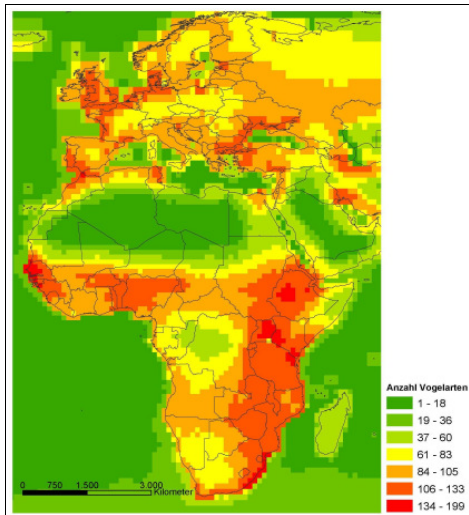 Anzahl Vogelarten
1 - 18
19 - 36
37 - 60
61 - 83
84 - 105
106 - 133
134 - 199
0 750 1.500 3.000
Kilometer